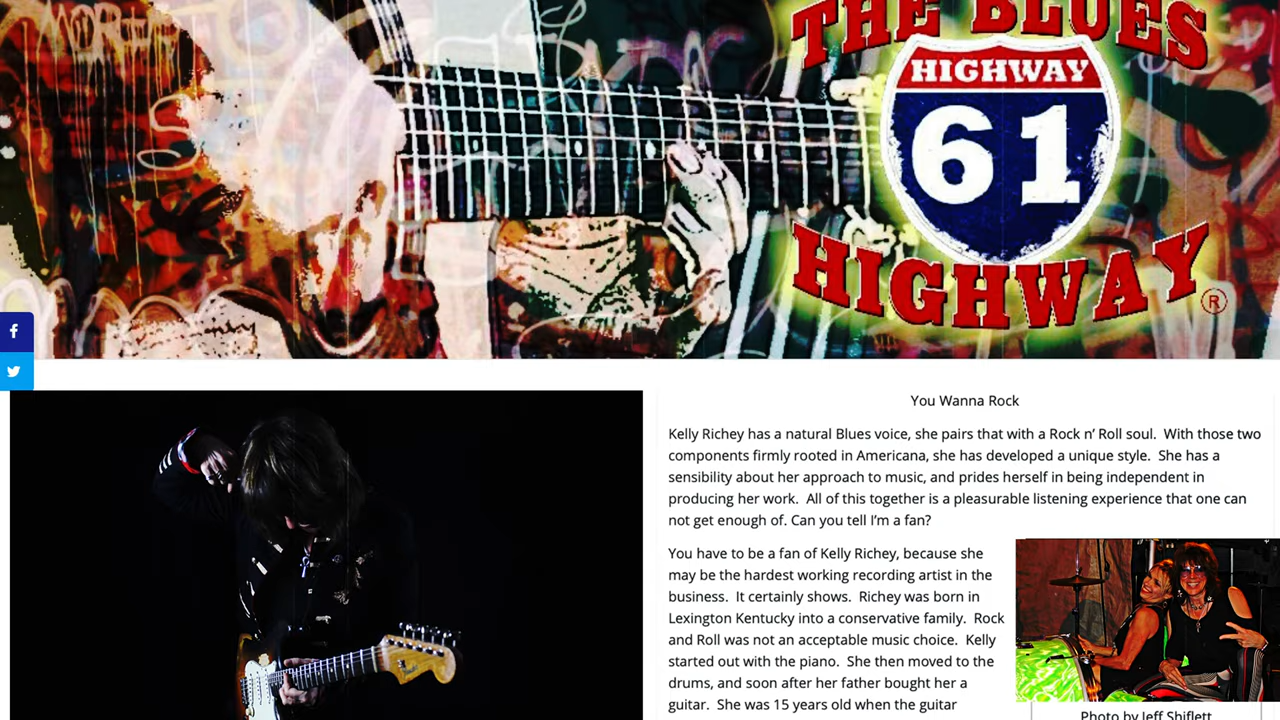 THE BLUES
HIGHWAY
61
HIGHWAY
®
You Wanna Rock
Kelly Richey has a natural Blues voice, she pairs that with a Rock n’ Roll soul.  With those two
components firmly rooted in Americana, she has developed a unique style.  She has a
sensibility about her approach to music, and prides herself in being independent in
producing her work.  All of this together is a pleasurable listening experience that one can
not get enough of. Can you tell I’m a fan?
You have to be a fan of Kelly Richey, because she
may be the hardest working recording artist in the
business.  It certainly shows.  Richey was born in
Lexington Kentucky into a conservative family.  Rock
and Roll was not an acceptable music choice.  Kelly
started out with the piano.  She then moved to the
drums, and soon after her father bought her a
guitar.  She was 15 years old when the guitar
Photo by Jeff Shiflett